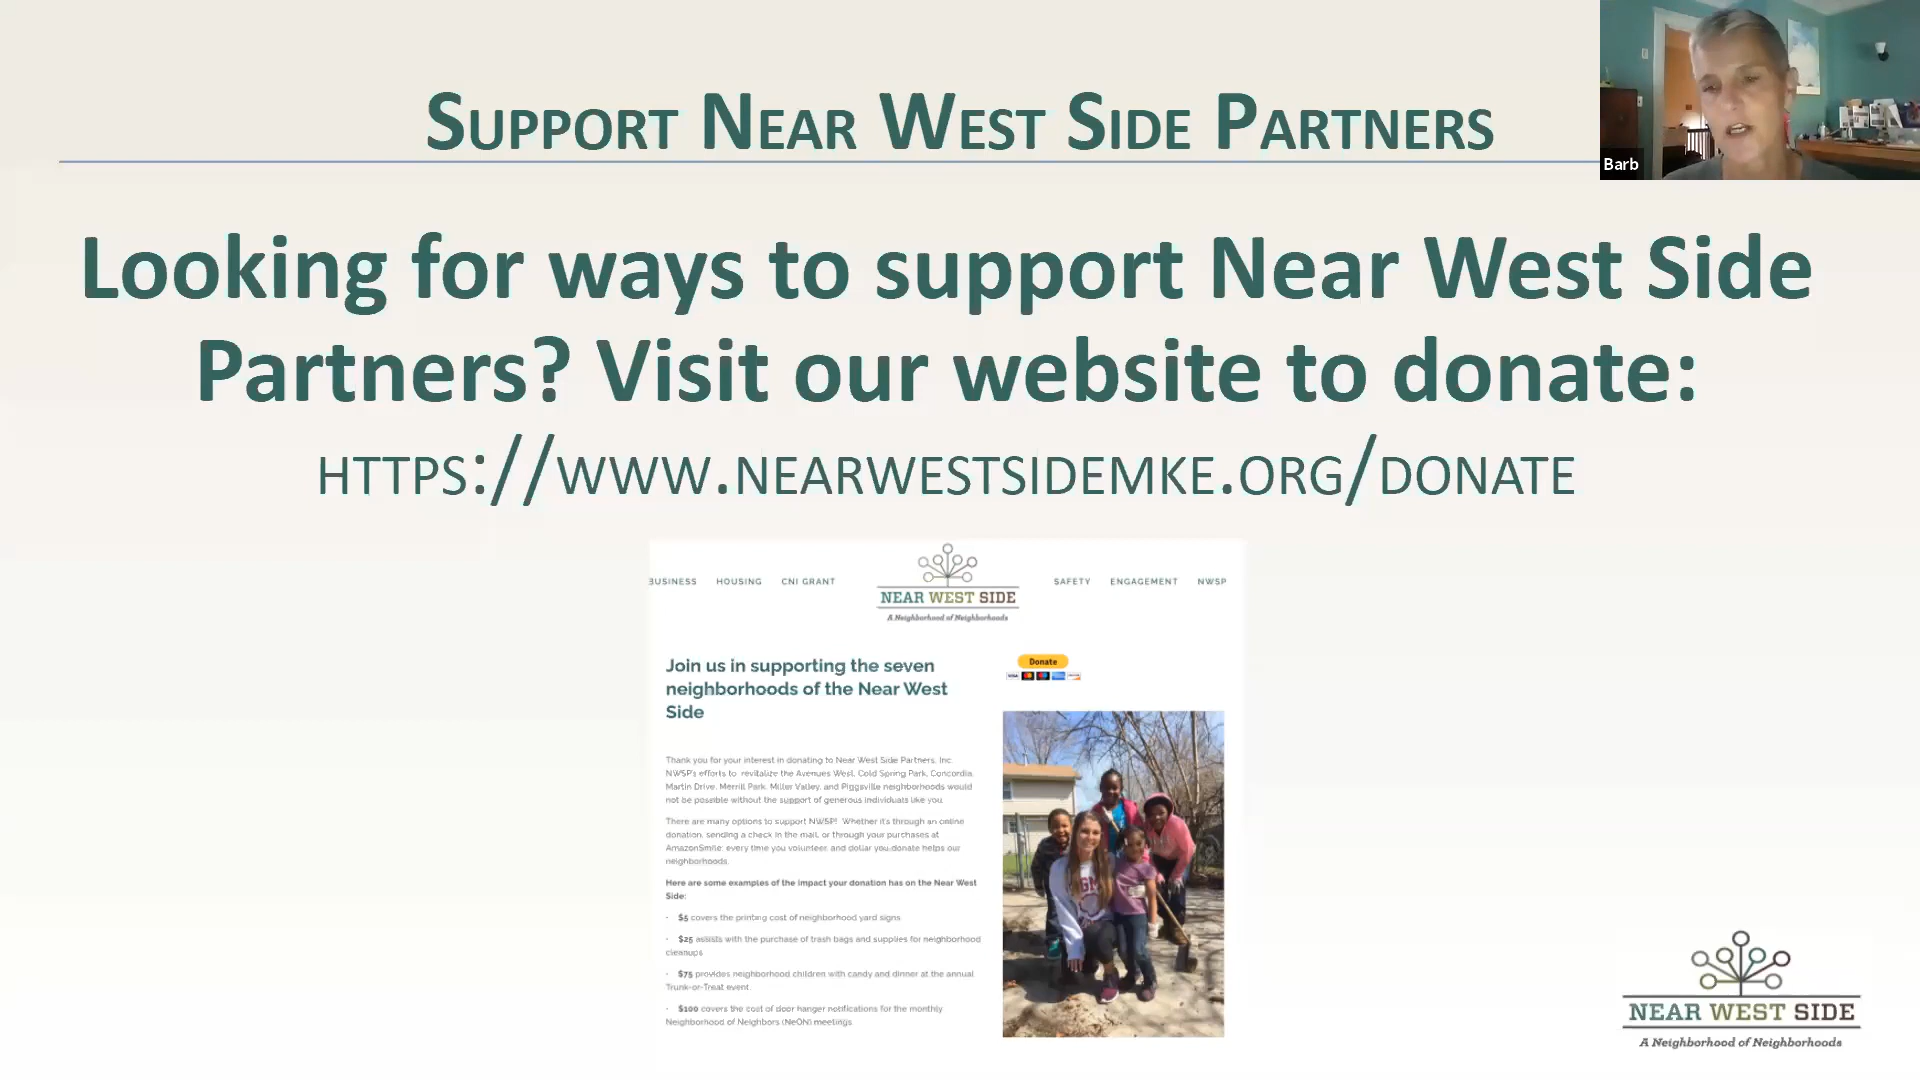 SUPPORT NEAR WEST SIDE PARTNERS
Barb
Looking for ways to support Near West Side
Partners? Visit our website to donate:
HTTPS://WWW.NEARWESTSIDEMKE.ORG/DONATE
BUSINESS HOUSING CNI GRANT
NEAR WEST SIDE
A Neighborhood of Neighborhoods
SAFETY ENGAGEMENT NWSP
Join us in supporting the seven
neighborhoods of the Near West
Side
Donate
VISA
Thank you for your interest in donating to Near West Side Partners, Inc.
NWSP's efforts to revitalize the Avenues West, Cold Spring Park, Concordia,
Martin Drive, Merrill Park, Miller Valley, and Pigsville neighborhoods would
not be possible without the support of generous individuals like you.
There are many options to support NWSP! Whether it's through an online
donation, sending a check in the mail, or through your purchases at
AmazonSmile; every time you volunteer, and dollar you donate helps our
neighborhoods.
Here are some examples of the impact your donation has on the Near West
Side:
- $5 covers the printing cost of neighborhood yard signs
- $25 assists with the purchase of trash bags and supplies for neighborhood
cleanups
- $75 provides neighborhood children with candy and dinner at the annual
Trunk-or-Treat event.
- $100 covers the cost of door hanger notifications for the monthly
Neighborhood of Neighbors (NeON) meetings
NEAR WEST SIDE
A Neighborhood of Neighborhoods